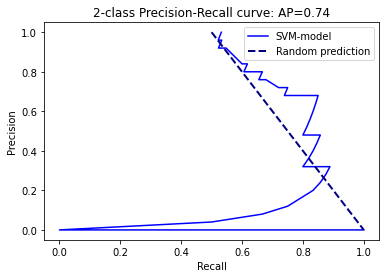 2-class Precision-Recall curve: AP=0.74
SVM-model
Random prediction
Precision
1.0
0.8
0.6
0.4
0.2
0.0
0.0 0.2 0.4 0.6 0.8 1.0
Recall